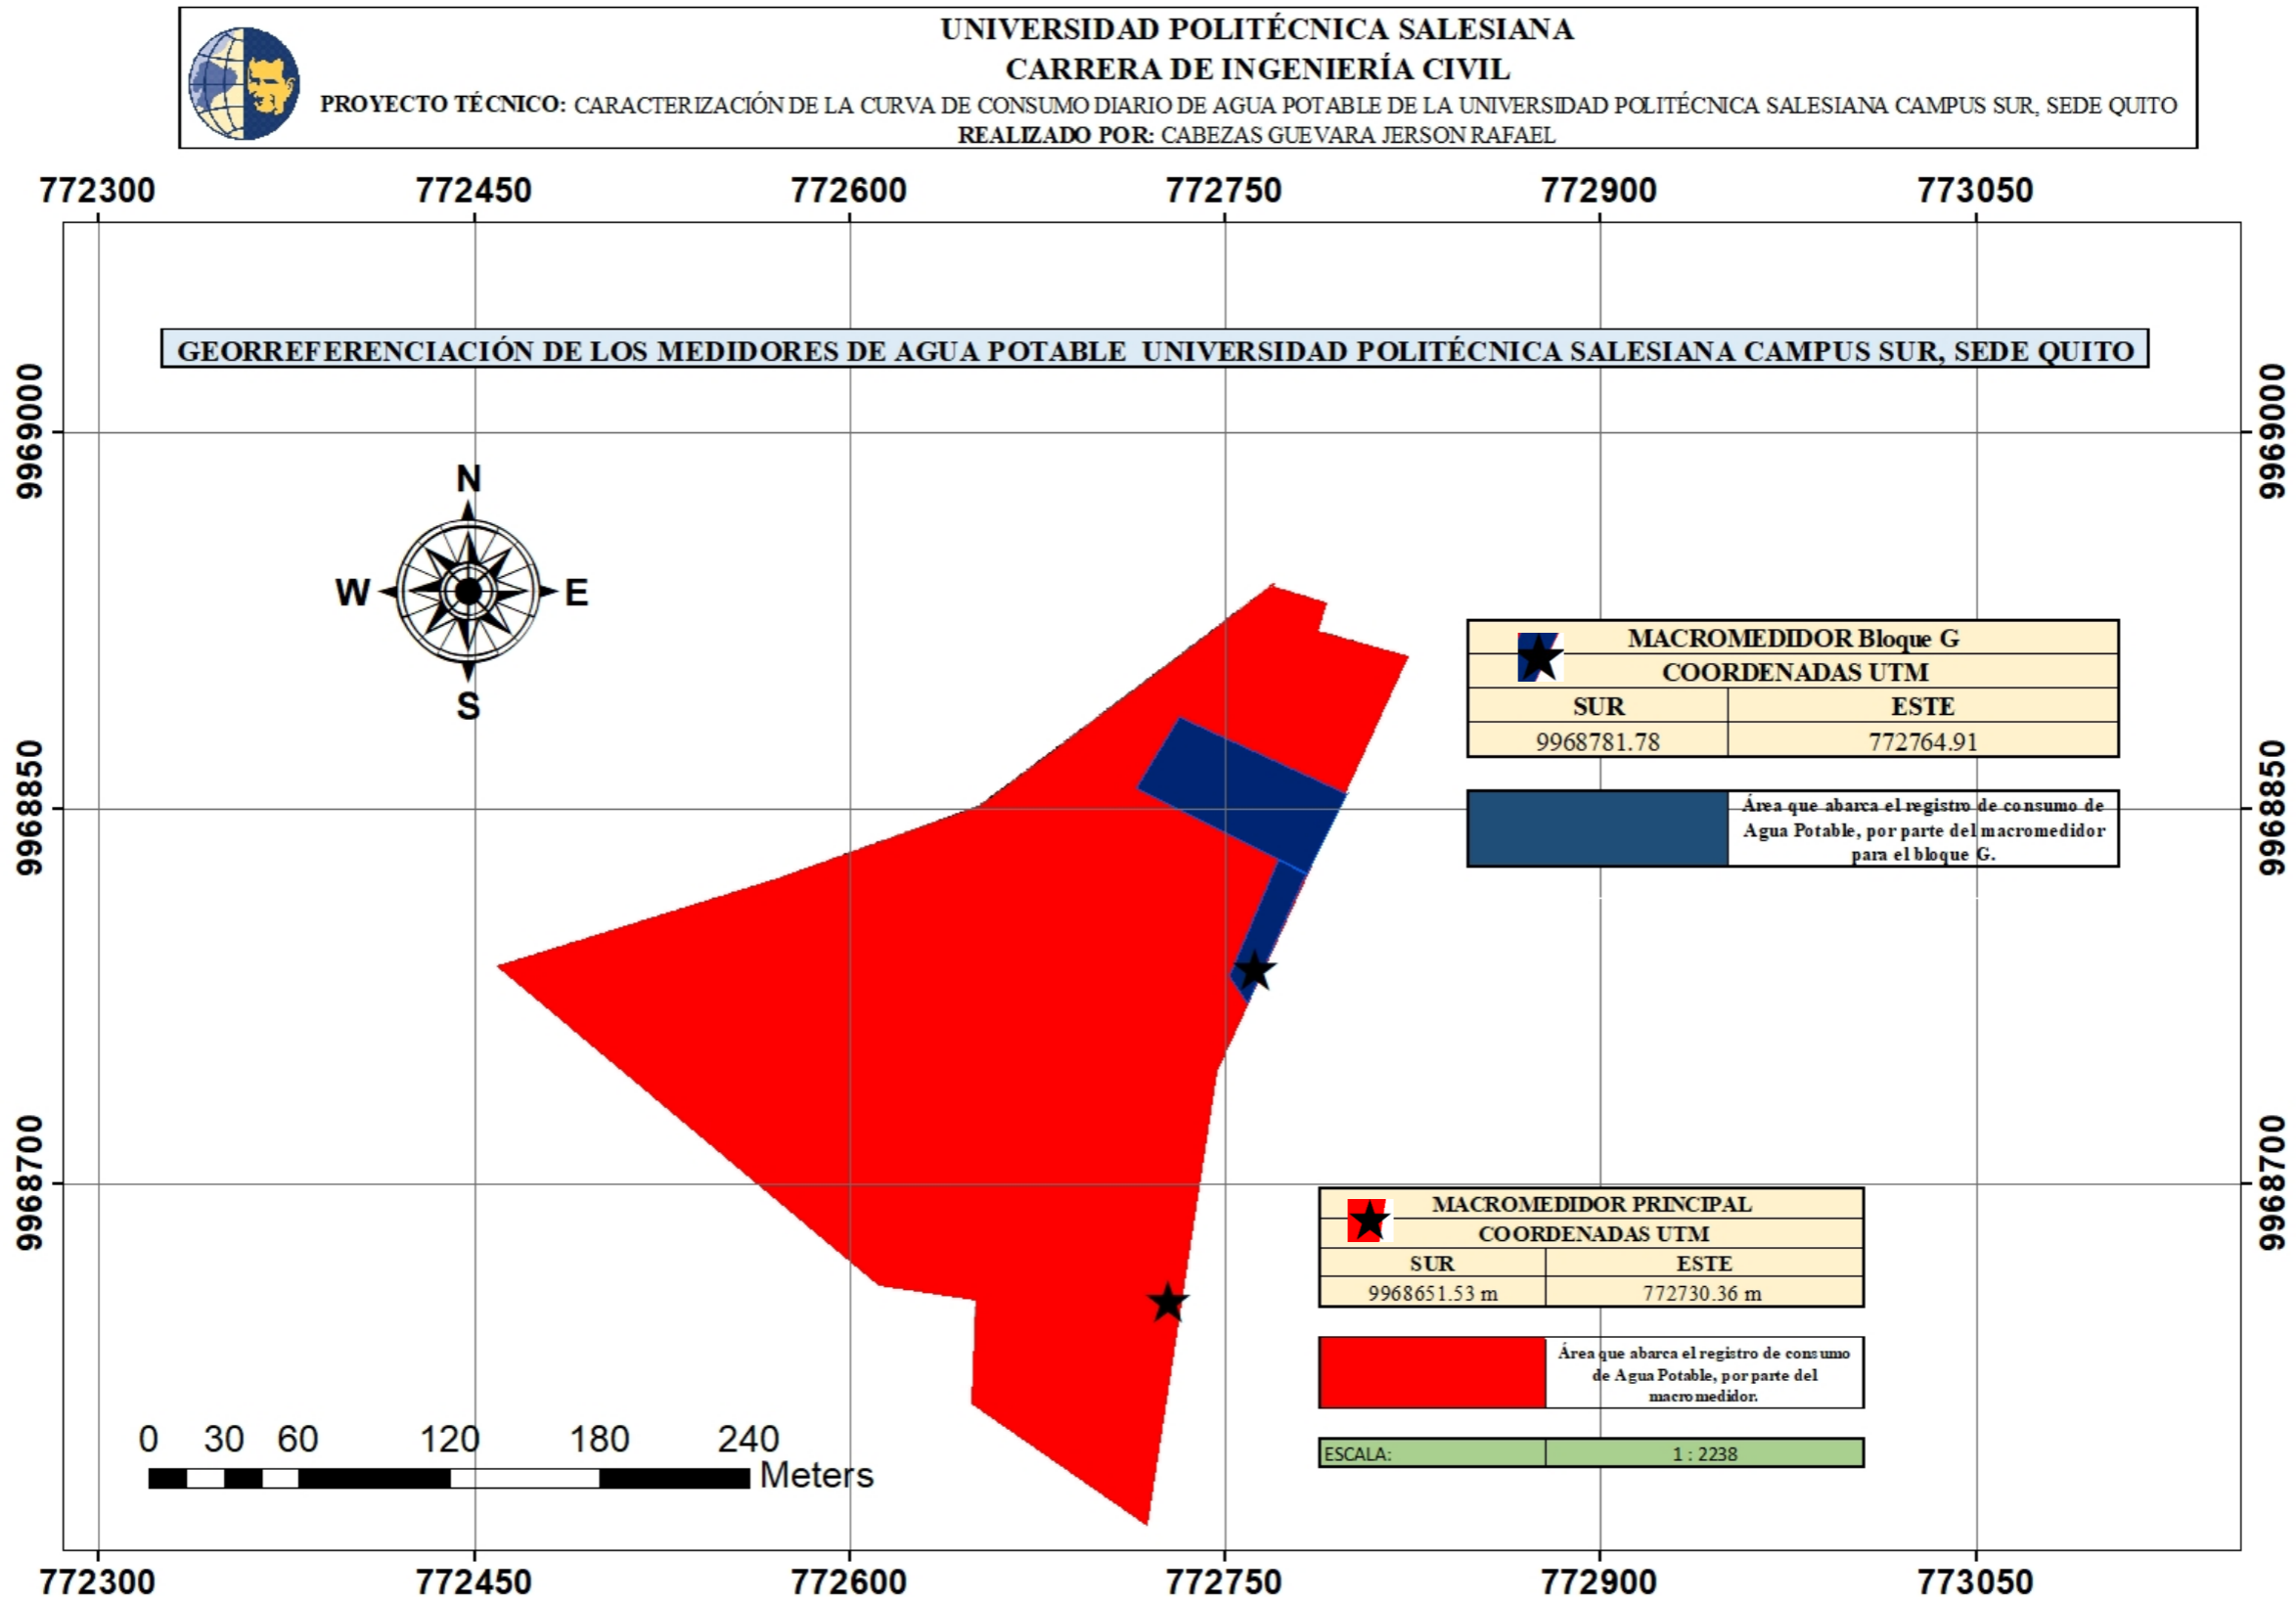 UNIVERSIDAD POLITÉCNICA SALESIANA
CARRERA DE INGENIERÍA CIVIL
PROYECTO TÉCNICO: CARACTERIZACIÓN DE LA CURVA DE CONSUMO DIARIO DE AGUA POTABLE DE LA UNIVERSIDAD POLITÉCNICA SALESIANA CAMPUS SUR, SEDE QUITO
REALIZADO POR: CABEZAS GUEVARA JERSON RAFAEL
772300 772450 772600 772750 772900 773050
GEORREFERENCIACIÓN DE LOS MEDIDORES DE AGUA POTABLE UNIVERSIDAD POLITÉCNICA SALESIANA CAMPUS SUR, SEDE QUITO
9969000 9969000
N
W E
S
MACROMEDIDOR Bloque G
COORDENADAS UTM
SUR ESTE
9968781.78 772764.91
9968850 9968850
Área que abarca el registro de consumo de
Agua Potable, por parte del macromedidor
para el bloque G.
9968700 9968700
MACROMEDIDOR PRINCIPAL
COORDENADAS UTM
SUR ESTE
9968651.53 m 772730.36 m
Área que abarca el registro de consumo
de Agua Potable, por parte del
macromedidor.
ESCALA: 1 : 2238
0 30 60 120 180 240
Meters
772300 772450 772600 772750 772900 773050